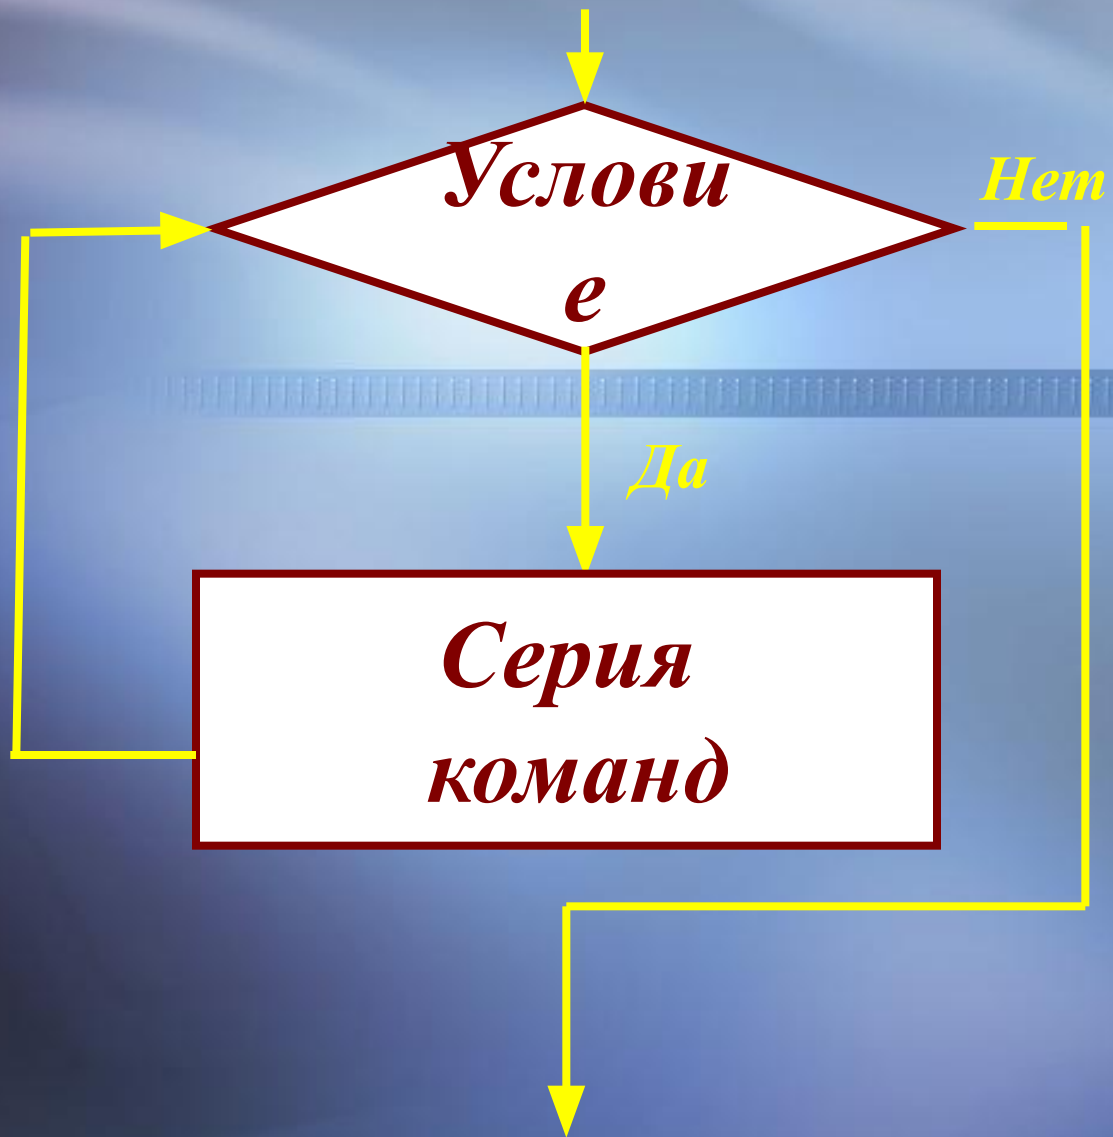 Услови
е
Нет
Да
Серия
команд